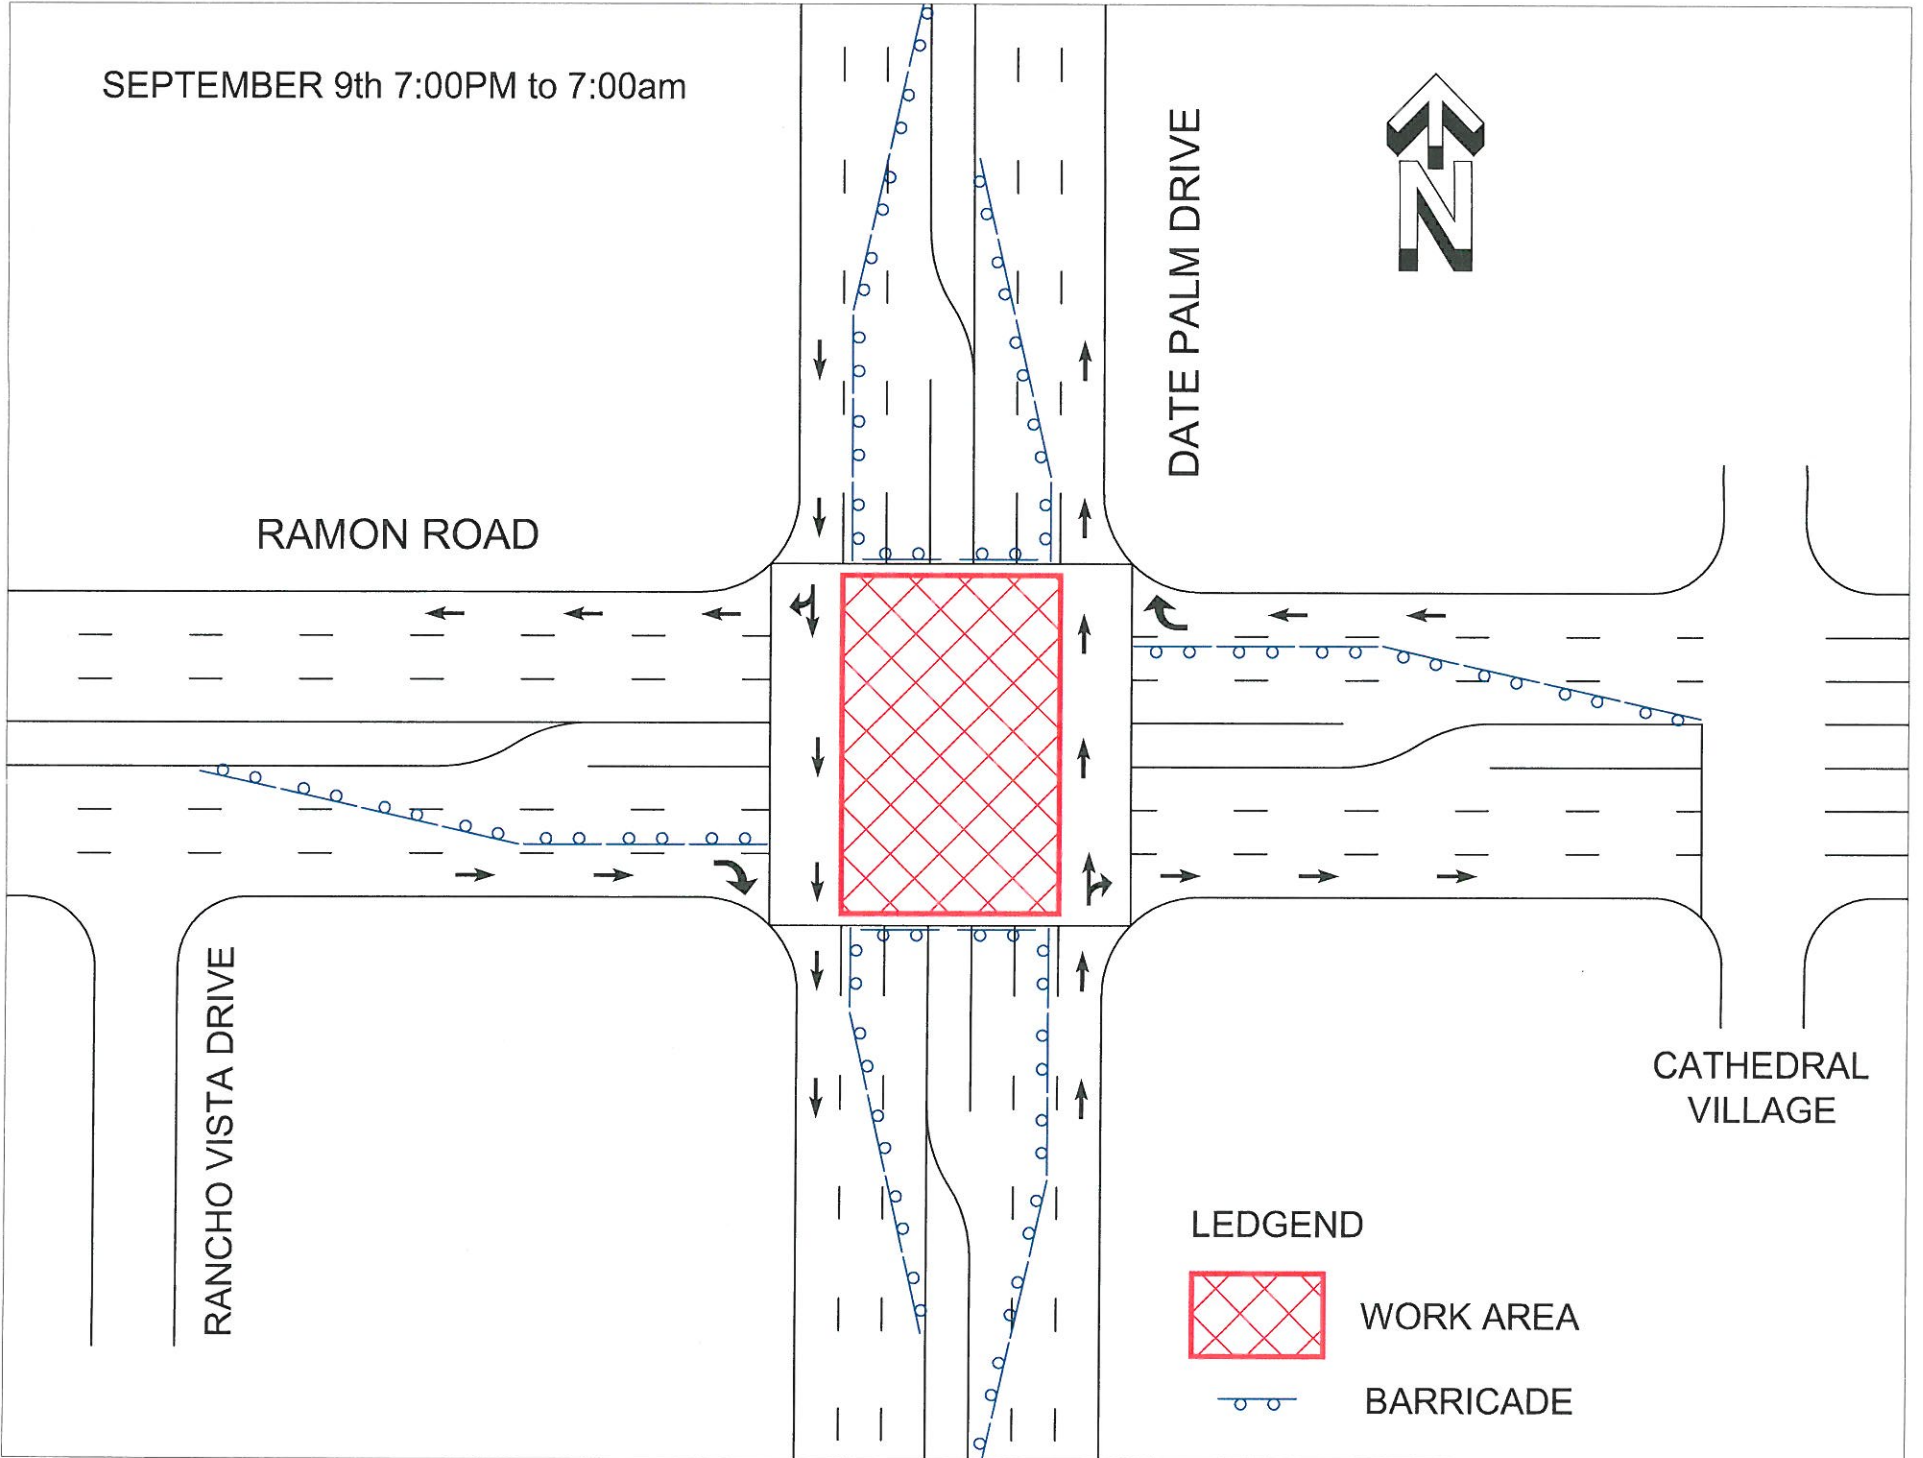 SEPTEMBER 9th 7:00PM to 7:00am
N
DATE PALM DRIVE
RAMON ROAD
RANCHO VISTA DRIVE
CATHEDRAL
VILLAGE
LEDGEND
WORK AREA
BARRICADE